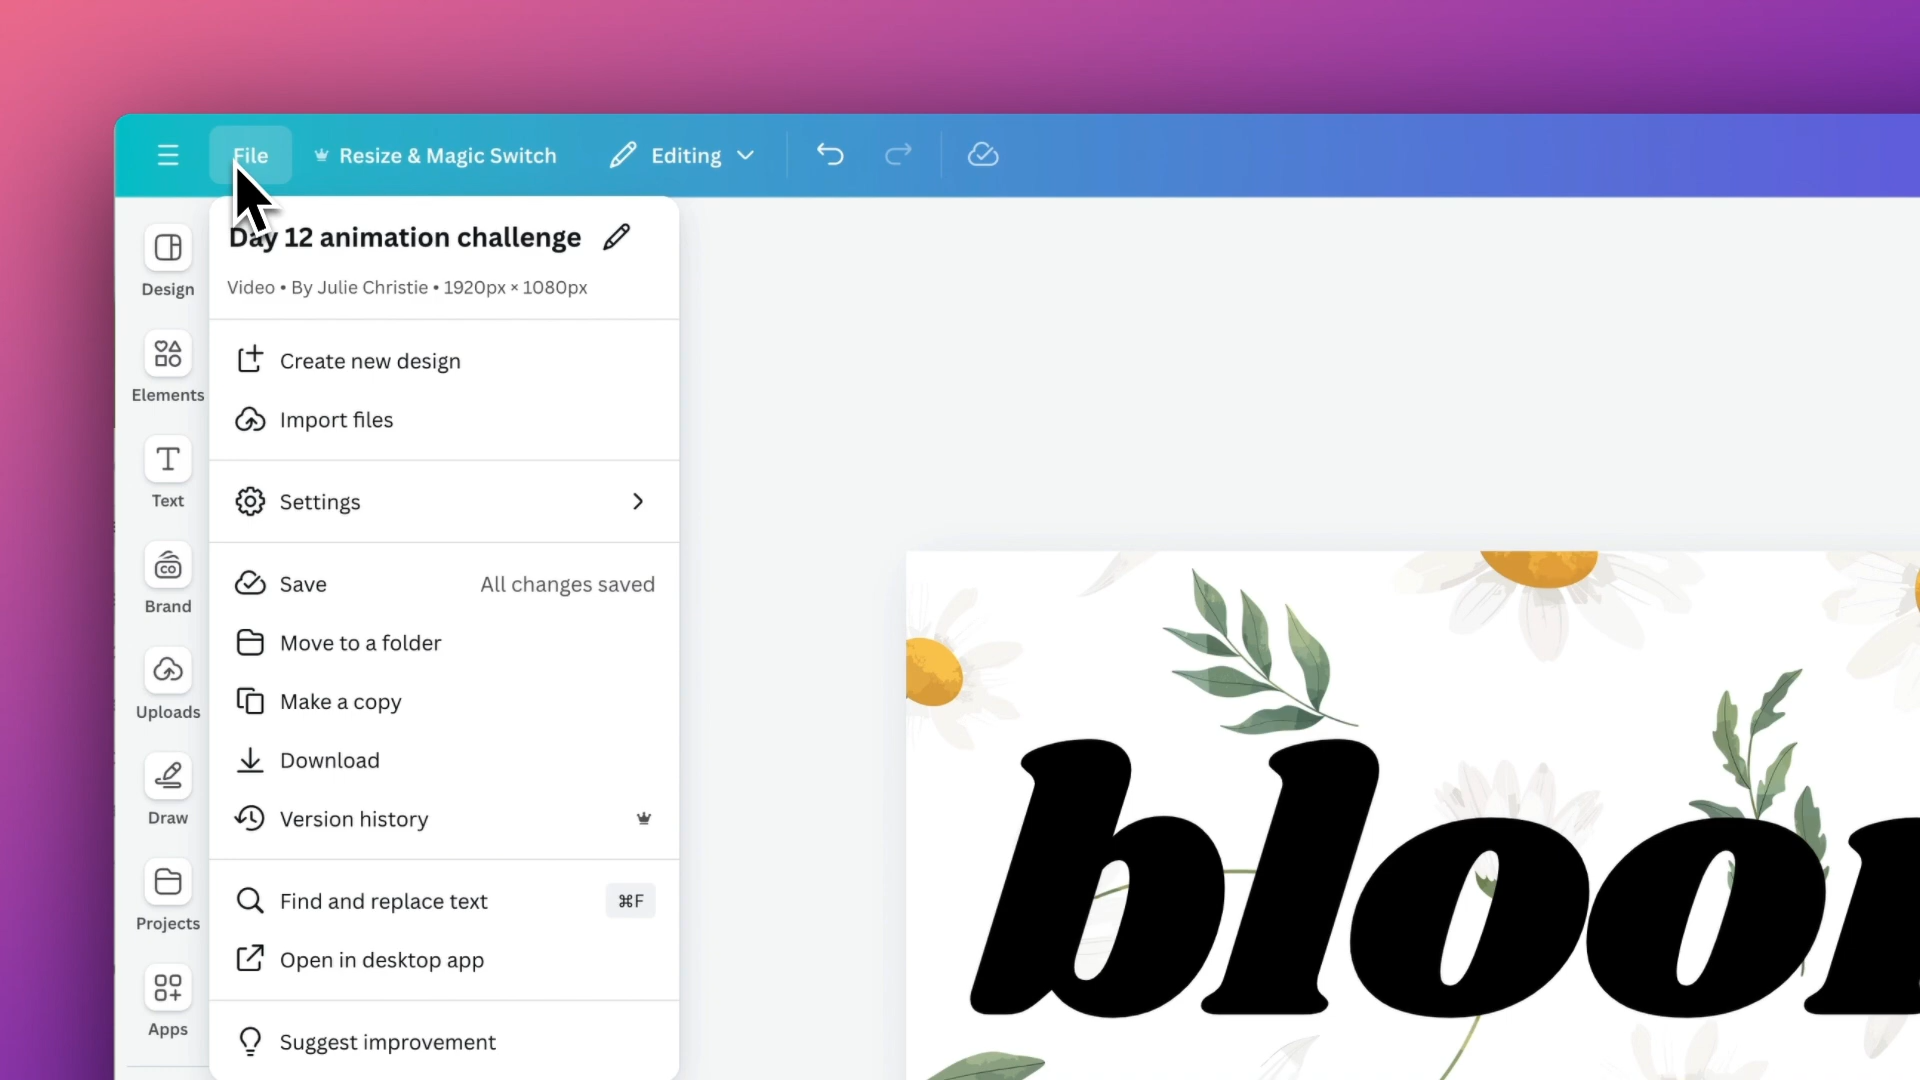 File
Resize & Magic Switch
Editing
Design
Elements
Text
Brand
CO
Uploads
Draw
Projects
Apps
Day 12 animation challenge
Video • By Julie Christie • 1920px × 1080px
Create new design
Import files
Settings
Save All changes saved
Move to a folder
Make a copy
Download
Version history
Find and replace text ⌘F
Open in desktop app
Suggest improvement